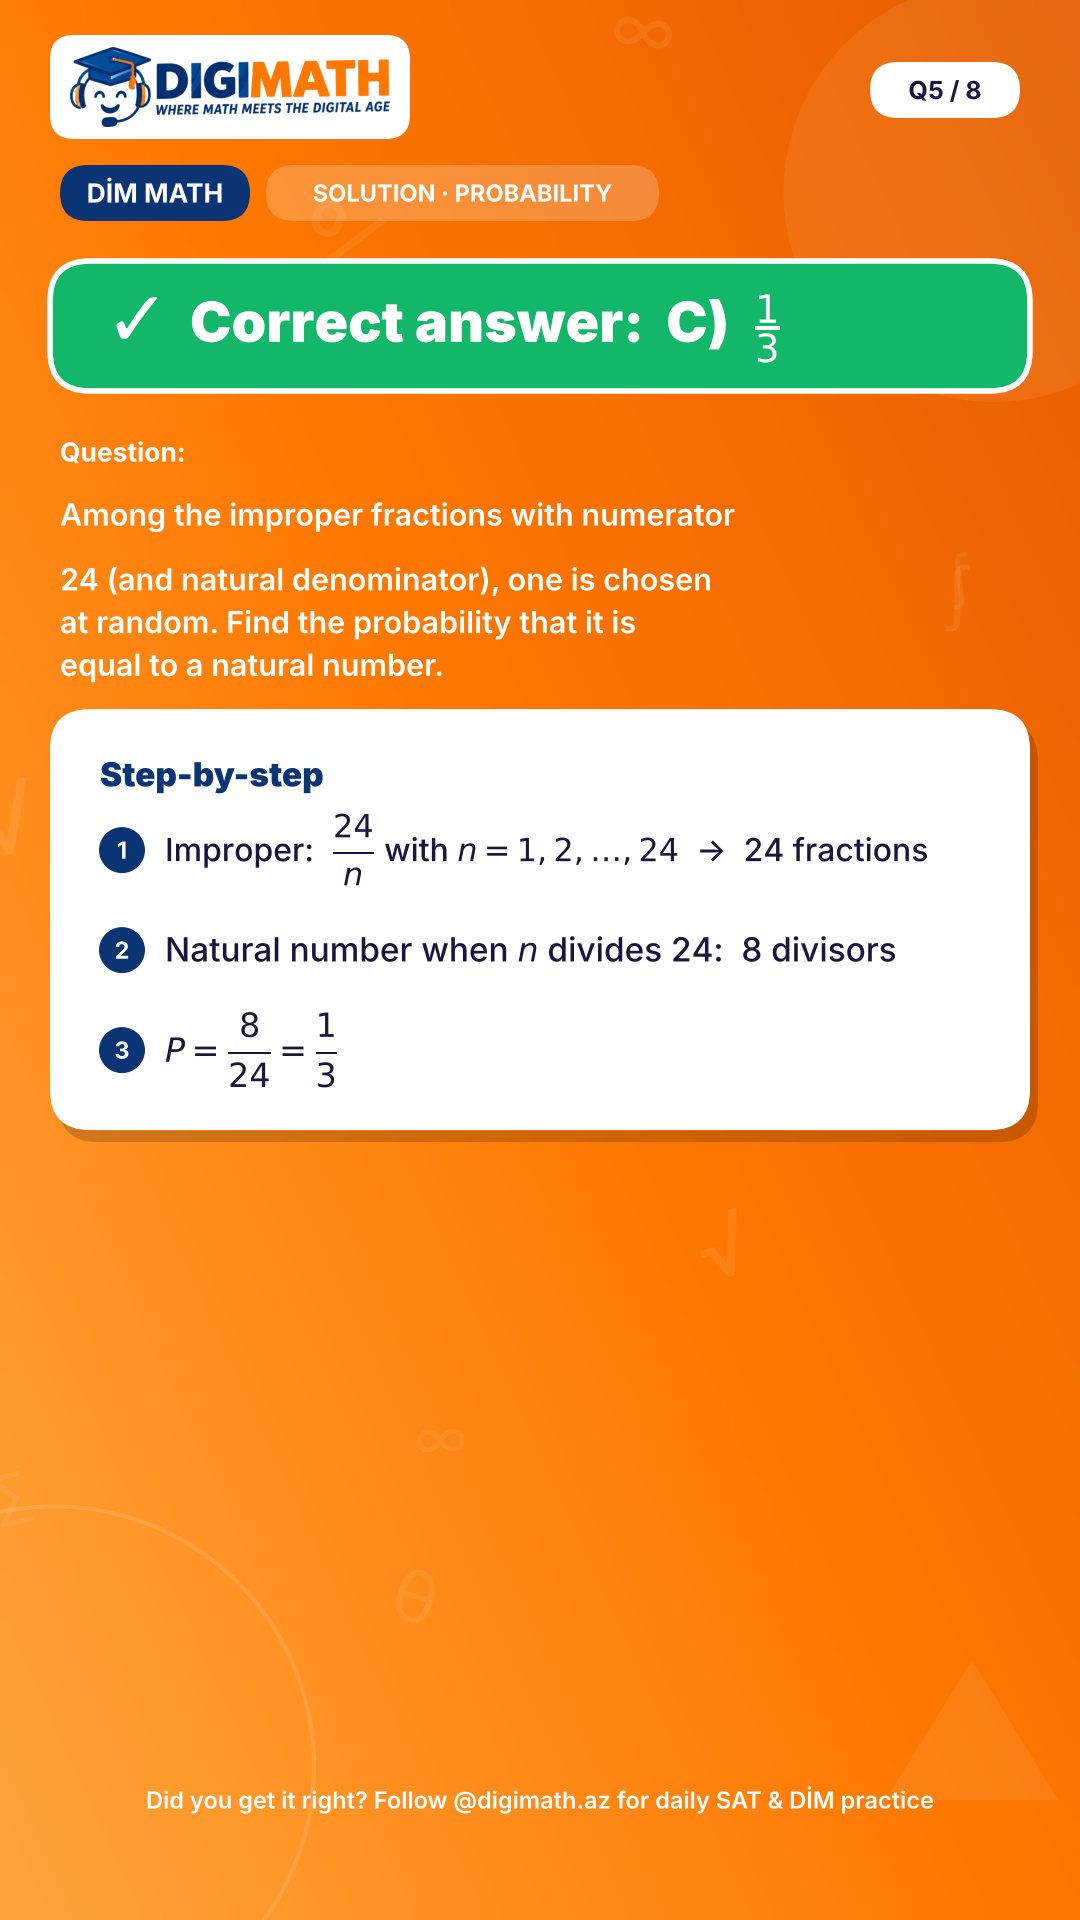 DIGIMATH
WHERE MATH MEETS THE DIGITAL AGE
Q5 / 8
DİM MATH
SOLUTION · PROBABILITY
✓ Correct answer: C) 1/3
Question:
Among the improper fractions with numerator
24 (and natural denominator), one is chosen
at random. Find the probability that it is
equal to a natural number.
Step-by-step
1 Improper: 24/n with n = 1, 2, ..., 24 → 24 fractions
2 Natural number when n divides 24: 8 divisors
3 P = 8/24 = 1/3
Did you get it right? Follow @digimath.az for daily SAT & DİM practice